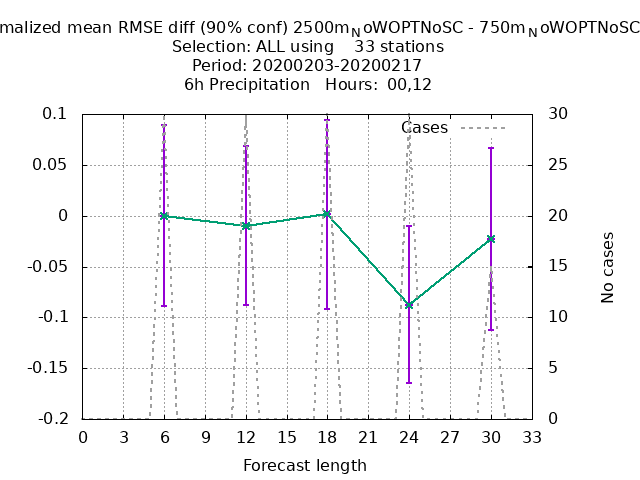 malized mean RMSE diff (90% conf) 2500mNoWOPTNoSC - 750mNoWOPTNoSC
Selection: ALL using 33 stations
Period: 20200203-20200217
6h Precipitation Hours: 00,12
Cases
0.1
0.05
0
-0.05
-0.1
-0.15
-0.2
30
25
20
15
10
5
0
No cases
0 3 6 9 12 15 18 21 24 27 30 33
Forecast length